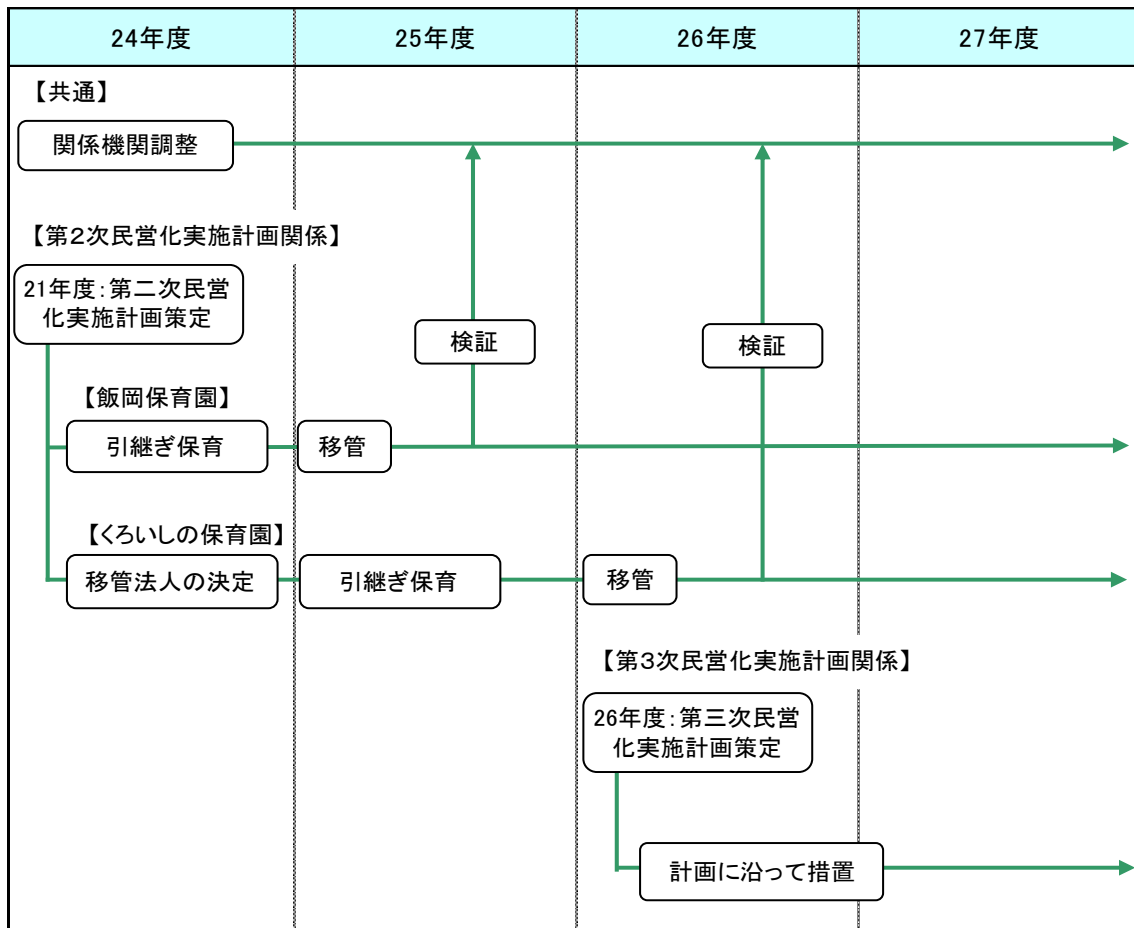 24年度
25年度
26年度
27年度
【共通】
関係機関調整
【第2次民営化実施計画関係】
21年度：第二次民営
化実施計画策定
検証
検証
【飯岡保育園】
引継ぎ保育
移管
【くろいしの保育園】
移管法人の決定
引継ぎ保育
移管
【第3次民営化実施計画関係】
26年度：第三次民営
化実施計画策定
計画に沿って措置